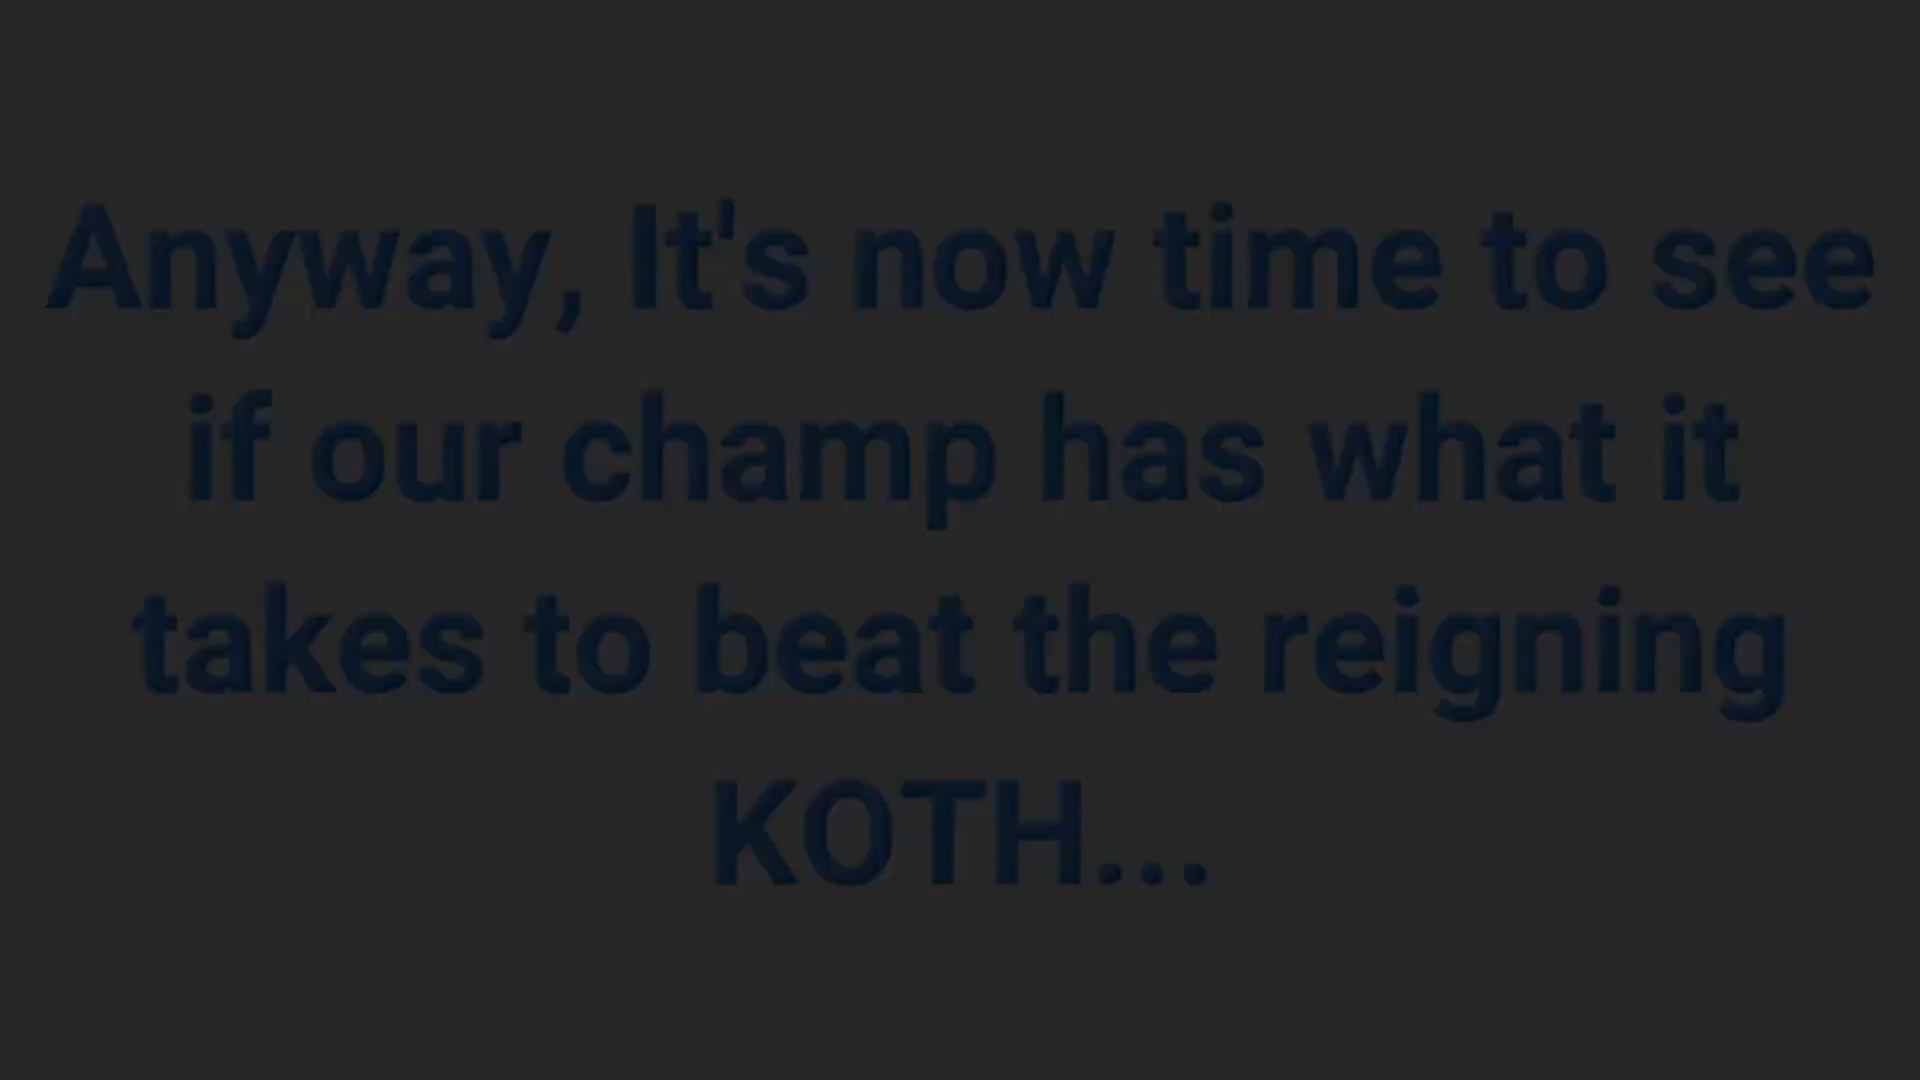 Anyway, It's now time to see
if our champ has what it
takes to beat the reigning
KOTH...